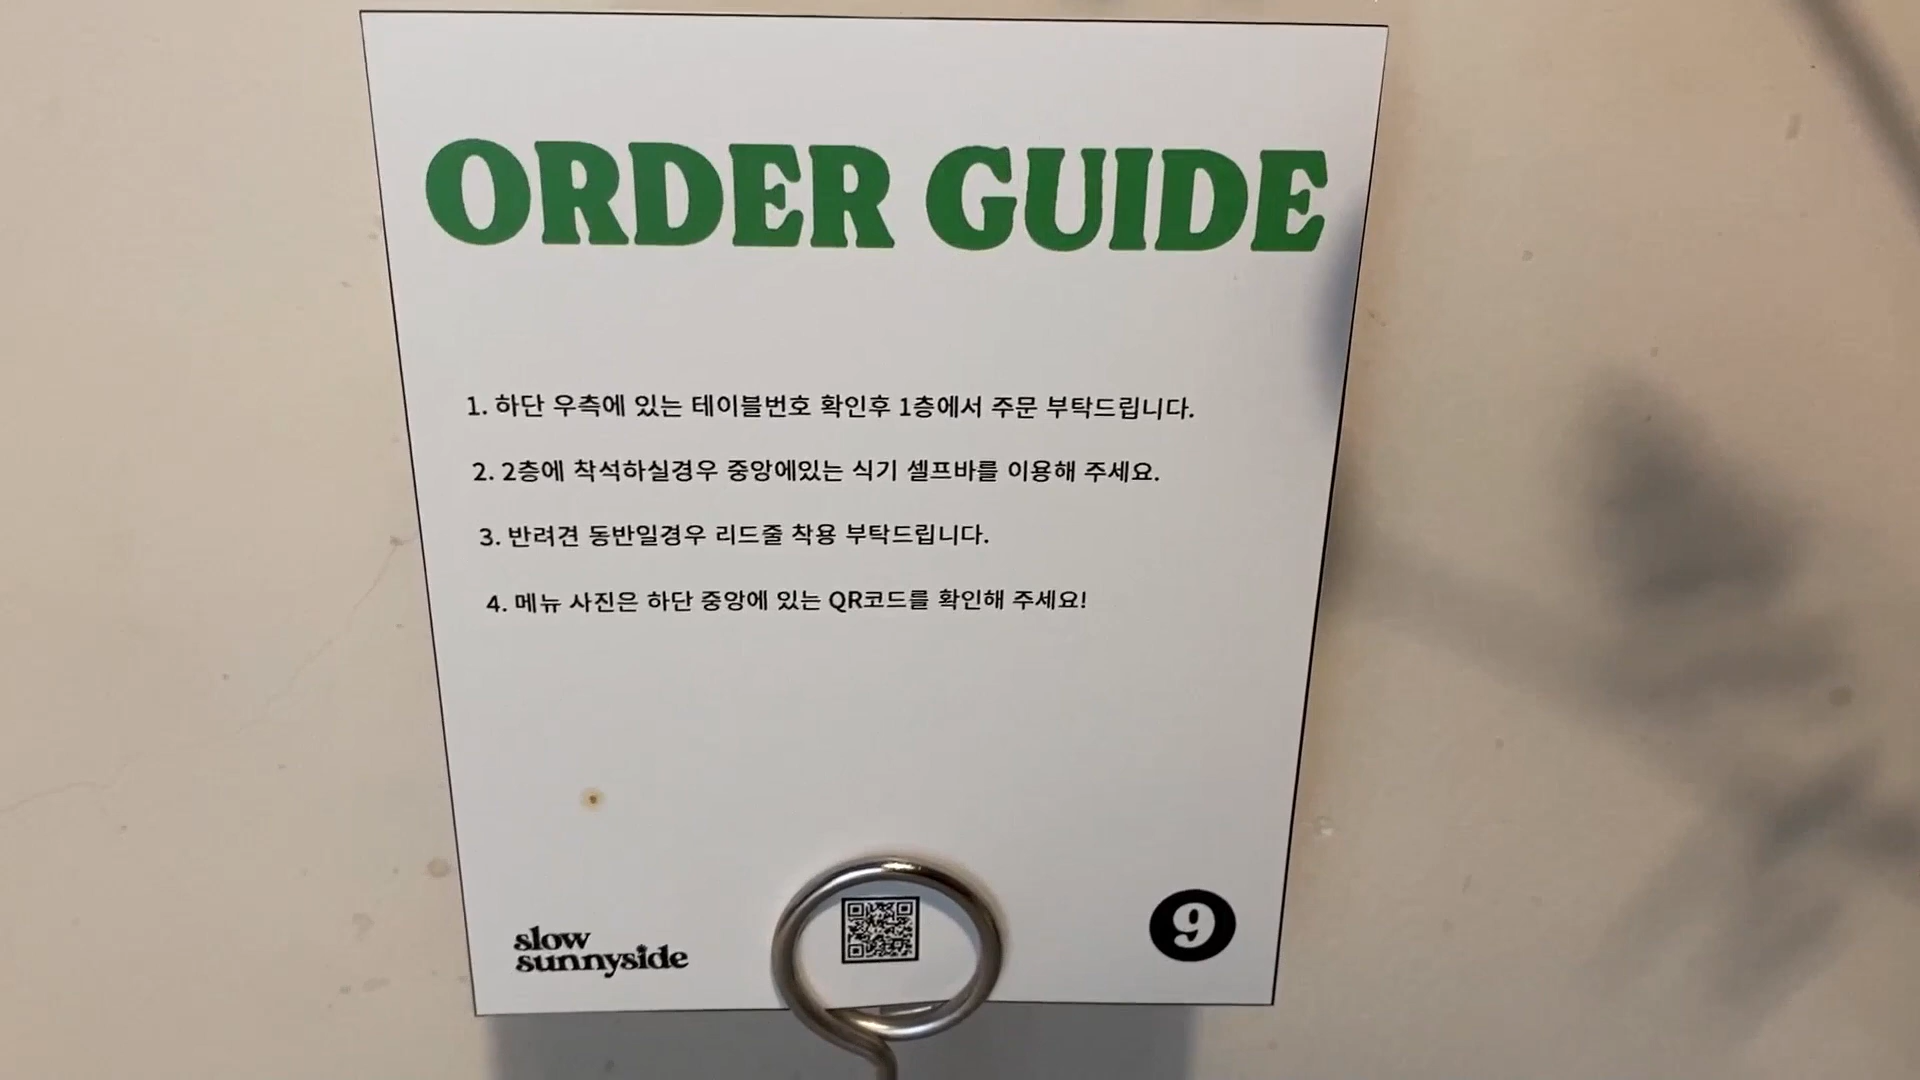 ORDER GUIDE
1. 하단 우측에 있는 테이블번호 확인후 1층에서 주문 부탁드립니다.
2. 2층에 착석하실경우 중앙에있는 식기 셀프바를 이용해 주세요.
3. 반려견 동반일경우 리드줄 착용 부탁드립니다.
4. 메뉴 사진은 하단 중앙에 있는 QR코드를 확인해 주세요!
slow
sunnyside
9